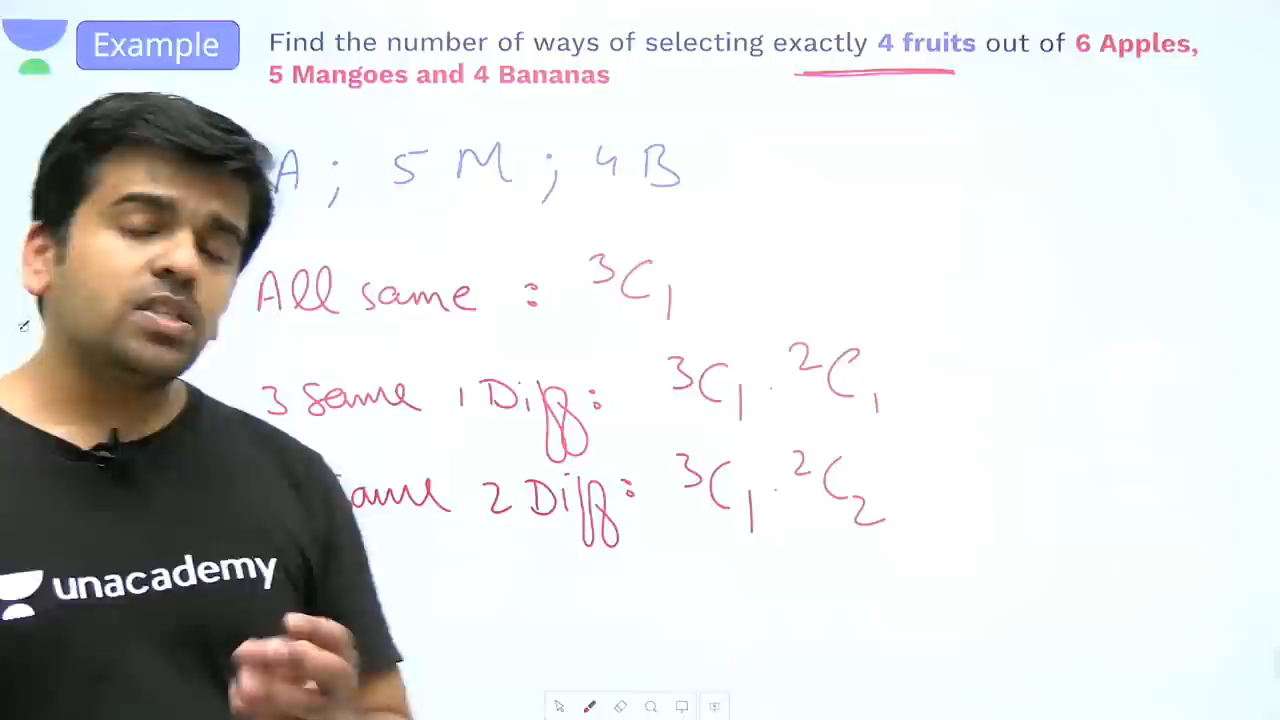 Example
Find the number of ways of selecting exactly 4 fruits out of 6 Apples,
5 Mangoes and 4 Bananas
A ; 5 M ; 4 B
All same : ³C₁
3 Same 1 Diff : ³C₁ . ²C₁
ame 2 Diff : ³C₁ . ²C₂
unacademy